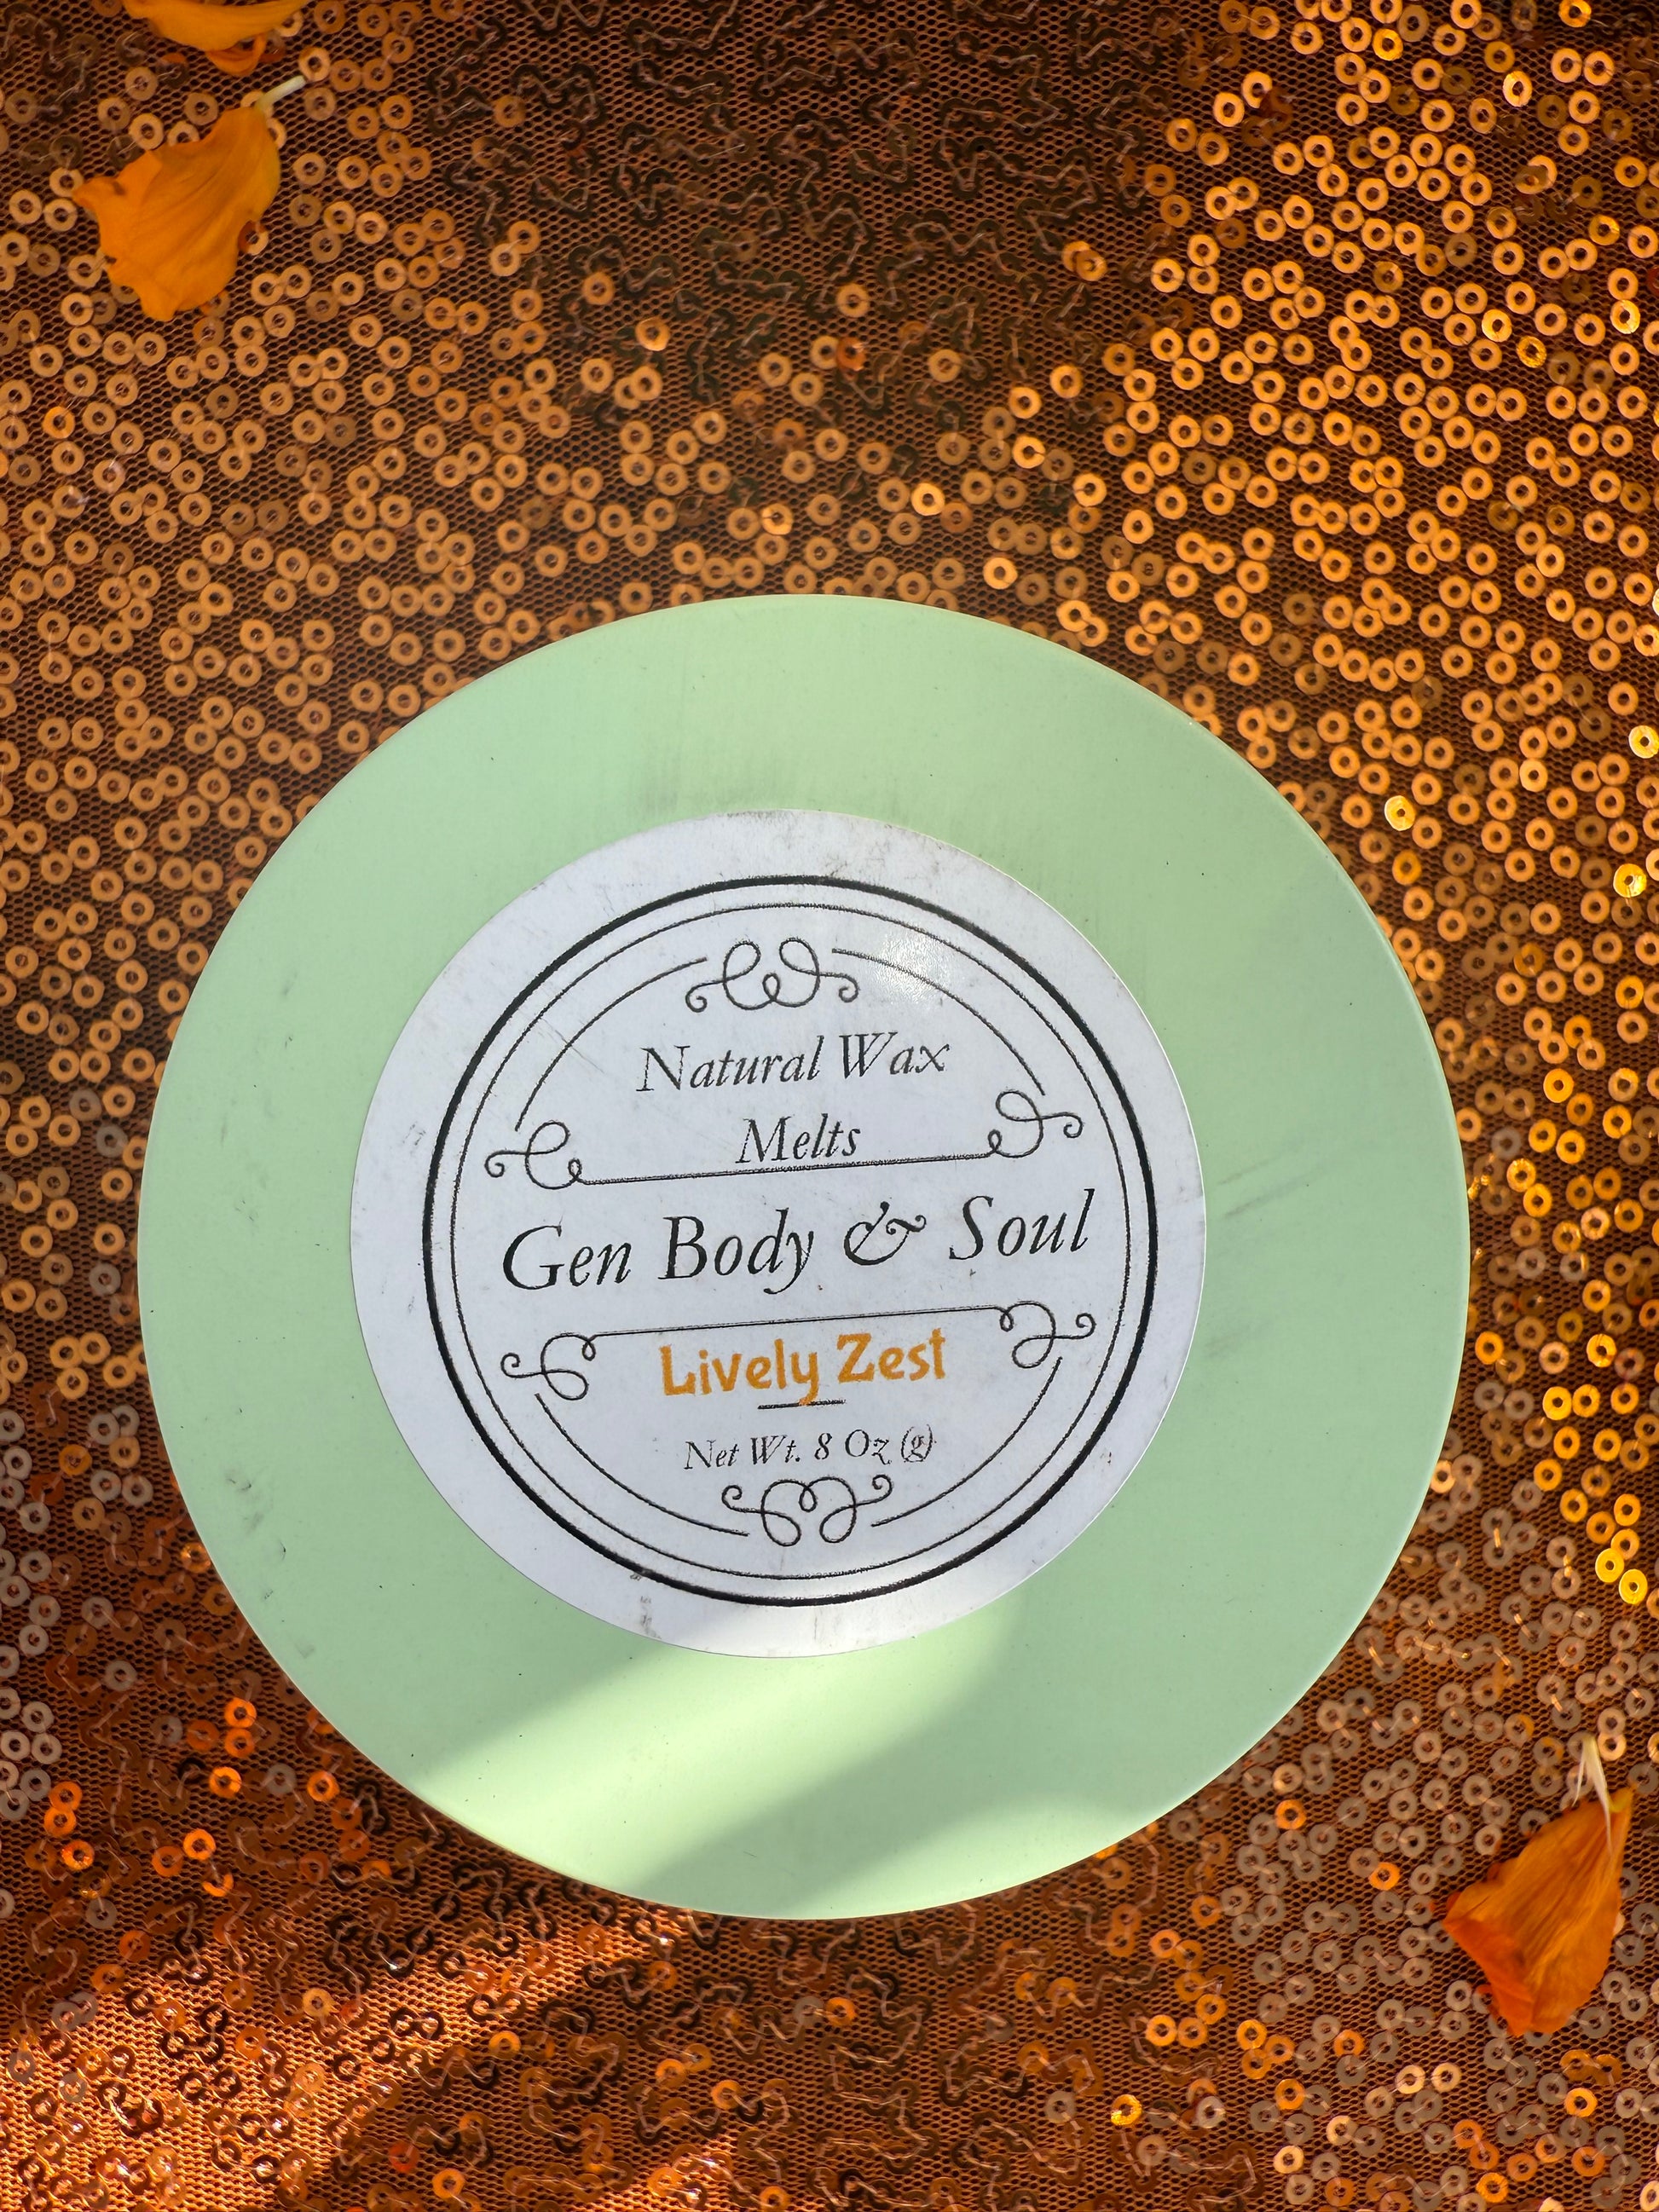 Natural Wax
Melts
Gen Body & Soul
Lively Zest
Net Wt. 8 Oz (g)